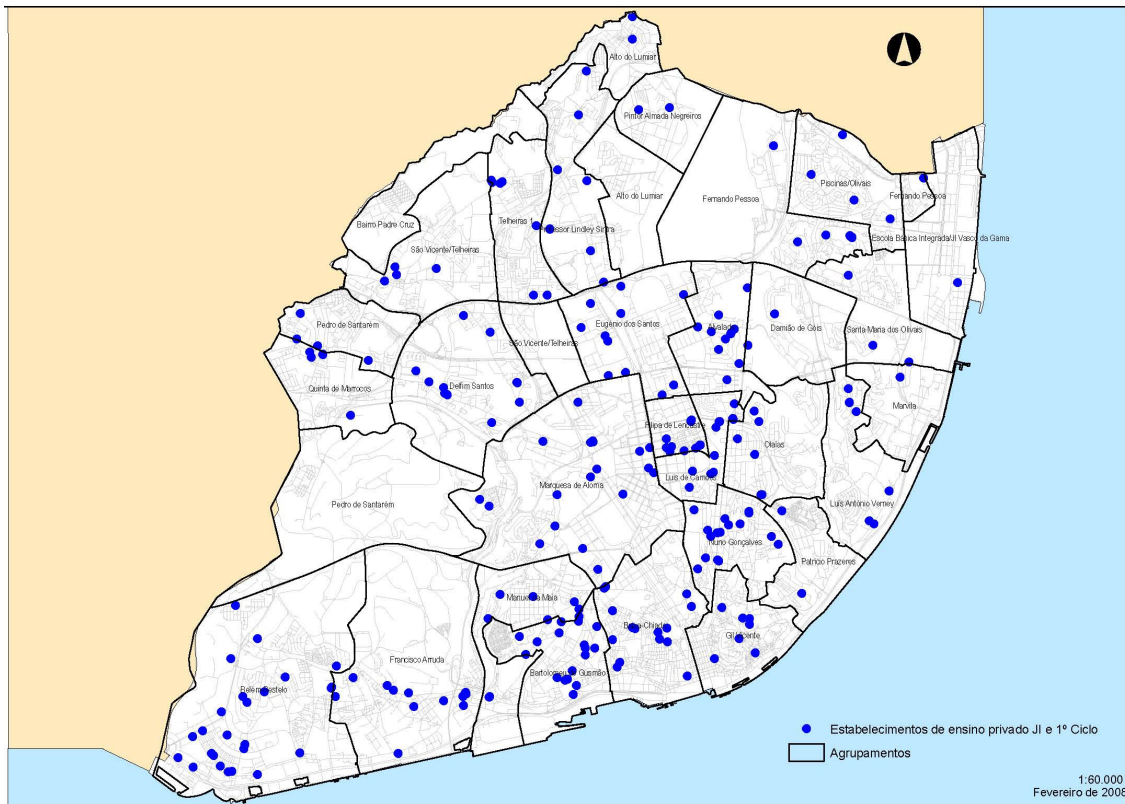 Alto do Lumiar
Pintor Almada Negreiros
Piscinas/Olivais
Fernando Pessoa
Fernando Pessoa
Alto do Lumiar
Bairro Padre Cruz
Telheiras 1
Professor Lindley Sintra
São Vicente/Telheiras
Escola Básica Integrada/JI Vasco da Gama
Pedro de Santarém
Eugénio dos Santos
Alvalade
Damião de Góis
Santa Maria dos Olivais
São Vicente/Telheiras
Quinta de Marrocos
Delfim Santos
Marvila
Filipa de Lencastre
Olaias
Marquesa de Alorna
Luís de Camões
Pedro de Santarém
Luís António Verney
Nuno Gonçalves
Patrício Prazeres
Manuel da Maia
Baixa-Chiado
Gil Vicente
Francisco Arruda
Bartolomeu de Gusmão
Belém-Restelo
Estabelecimentos de ensino privado JI e 1º Ciclo
Agrupamentos
1:60.000
Fevereiro de 2008